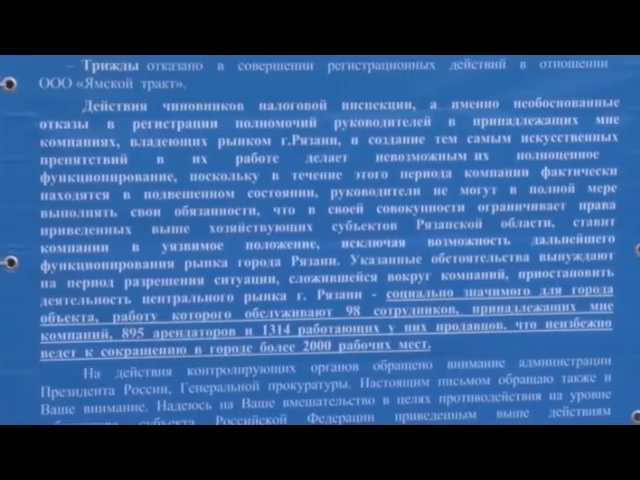 – Трижды отказано в совершении регистрационных действий в отношении
ООО «Ямской тракт».
Действия чиновников налоговой инспекции, а именно необоснованные
отказы в регистрации полномочий руководителей в принадлежащих мне
компаниях, владеющих рынком г.Рязани, и создание тем самым искусственных
препятствий в их работе делает невозможным их полноценное
функционирование, поскольку в течение этого периода компании фактически
находятся в подвешенном состоянии, руководители не могут в полной мере
выполнять свои обязанности, что в своей совокупности ограничивает права
приведенных выше хозяйствующих субъектов Рязанской области, ставит
компании в уязвимое положение, исключая возможность дальнейшего
функционирования рынка города Рязани. Указанные обстоятельства вынуждают
на период разрешения ситуации, сложившейся вокруг компаний, приостановить
деятельность центрального рынка г. Рязани - социально значимого для города
объекта, работу которого обслуживают 98 сотрудников, принадлежащих мне
компаний, 895 арендаторов и 1314 работающих у них продавцов, что неизбежно
ведет к сокращению в городе более 2000 рабочих мест.
На действия контролирующих органов обращено внимание администрации
Президента России, Генеральной прокуратуры. Настоящим письмом обращаю также и
Ваше внимание. Надеюсь на Ваше вмешательство в целях противодействия на уровне
субъекта Российской Федерации приведенным выше действиям